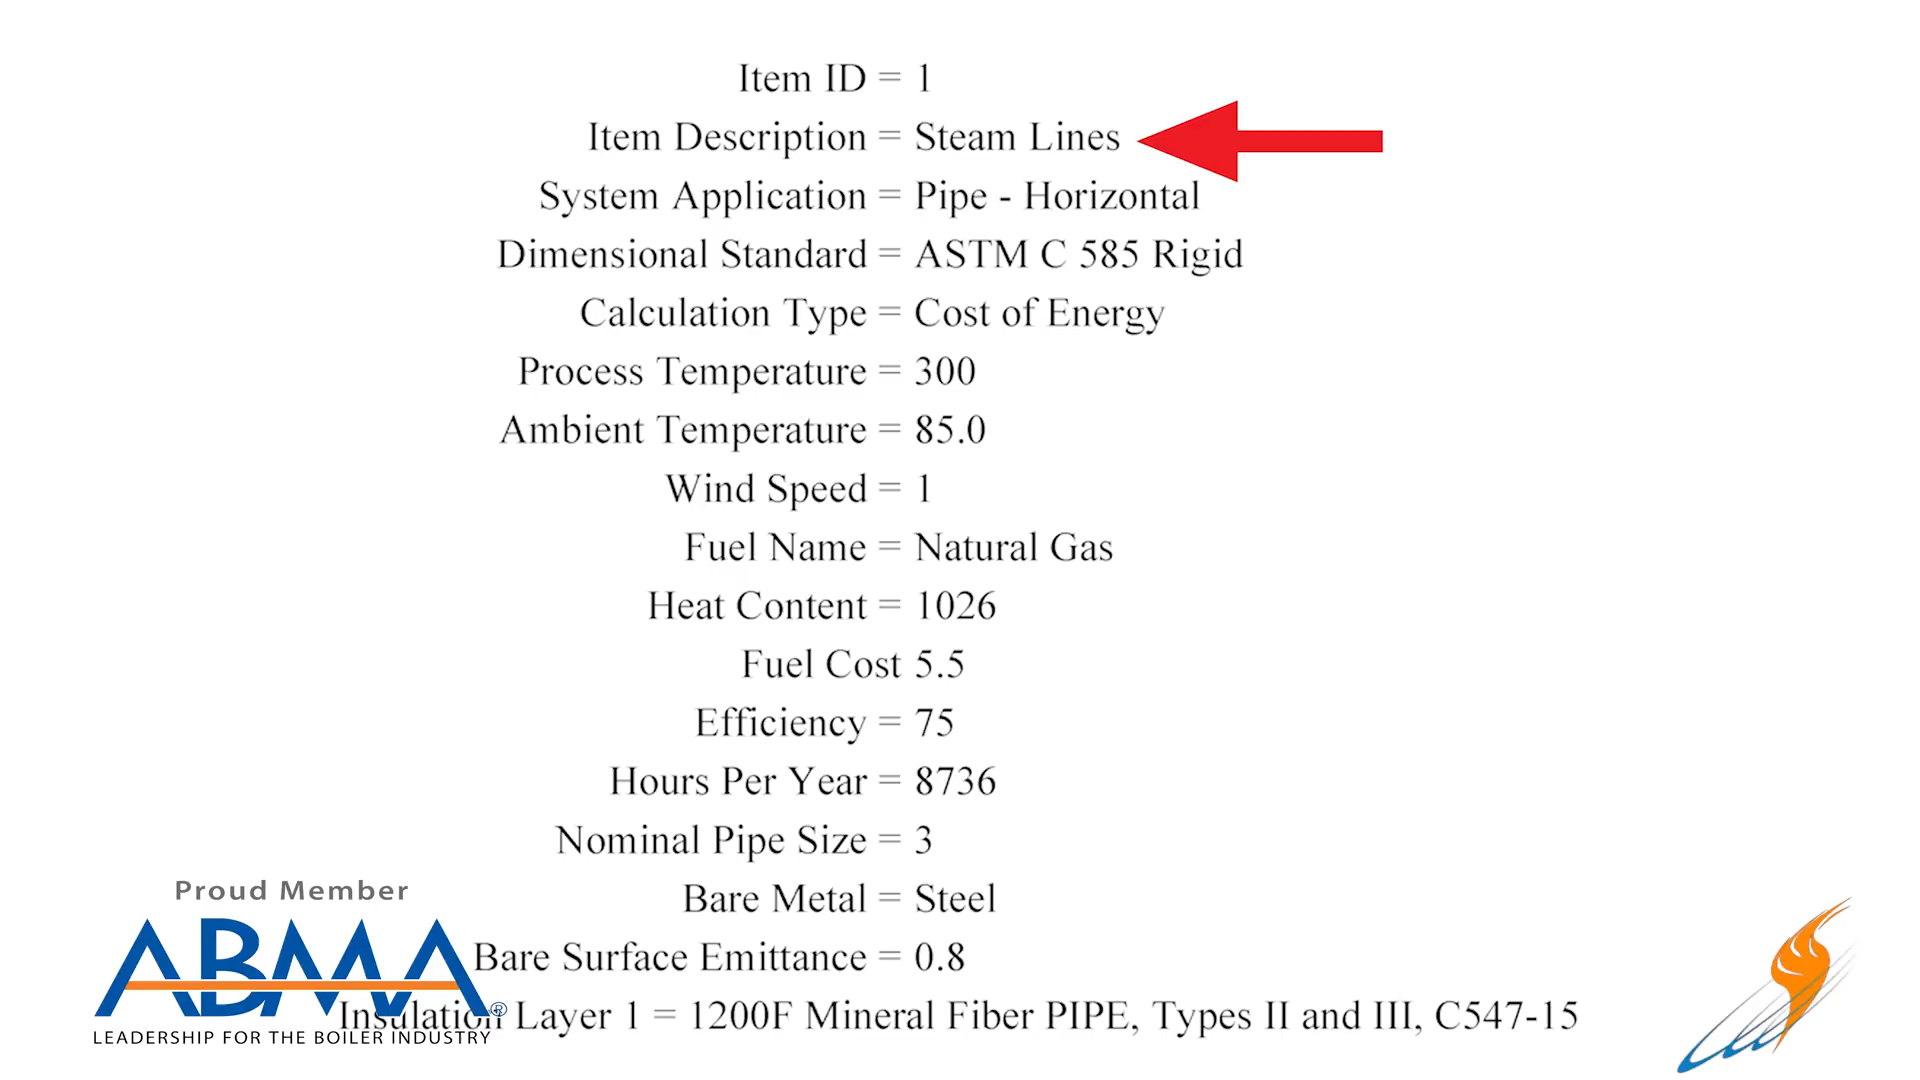 Item ID = 1
Item Description = Steam Lines
System Application = Pipe - Horizontal
Dimensional Standard = ASTM C 585 Rigid
Calculation Type = Cost of Energy
Process Temperature = 300
Ambient Temperature = 85.0
Wind Speed = 1
Fuel Name = Natural Gas
Heat Content = 1026
Fuel Cost 5.5
Efficiency = 75
Hours Per Year = 8736
Nominal Pipe Size = 3
Bare Metal = Steel
Bare Surface Emittance = 0.8
Insulation Layer 1 = 1200F Mineral Fiber PIPE, Types II and III, C547-15
Proud Member
ABMA®
LEADERSHIP FOR THE BOILER INDUSTRY